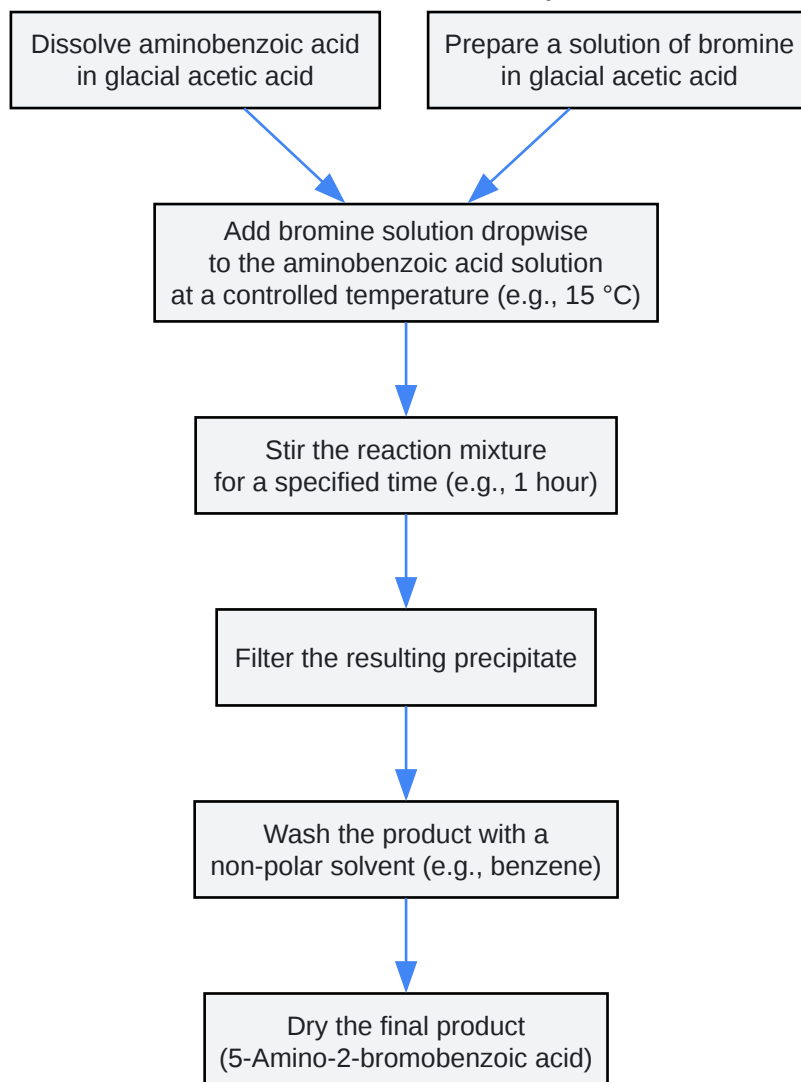 Dissolve aminobenzoic acid
in glacial acetic acid
Prepare a solution of bromine
in glacial acetic acid
Add bromine solution dropwise
to the aminobenzoic acid solution
at a controlled temperature (e.g., 15 °C)
Stir the reaction mixture
for a specified time (e.g., 1 hour)
Filter the resulting precipitate
Wash the product with a
non-polar solvent (e.g., benzene)
Dry the final product
(5-Amino-2-bromobenzoic acid)